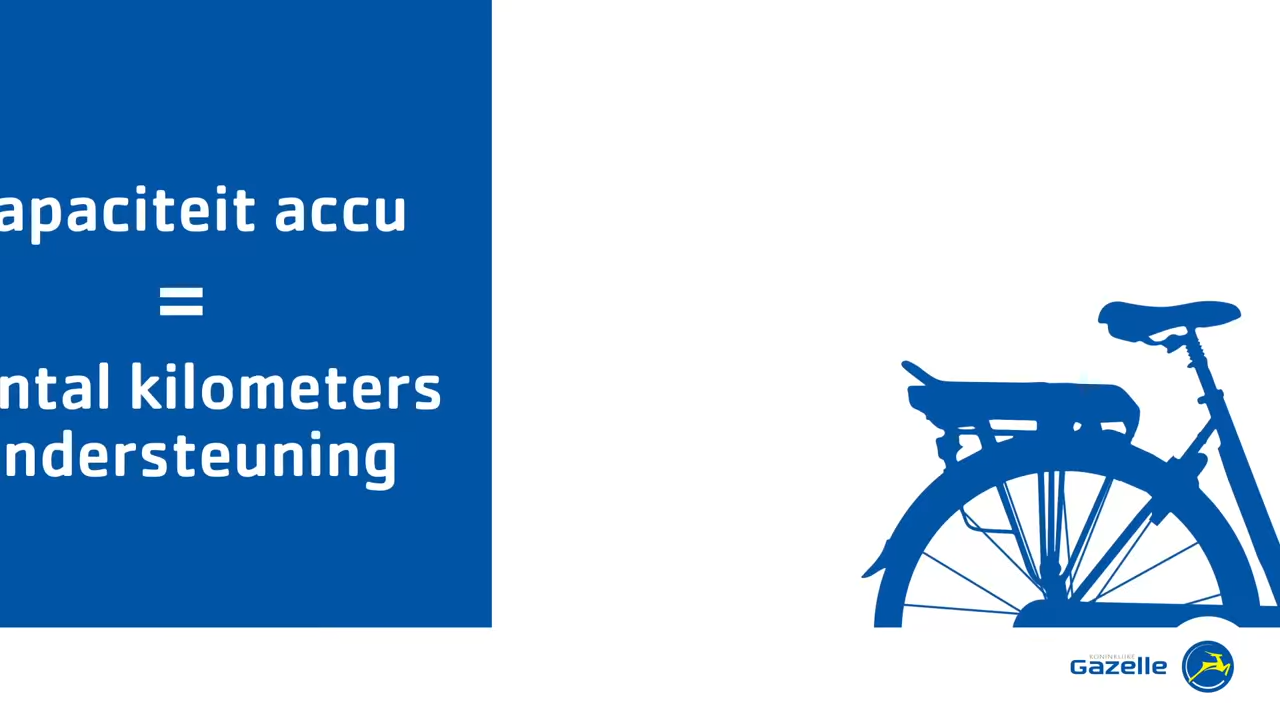 apaciteit accu
=
ntal kilometers
ndersteuning
KONINKLIJKE
Gazelle